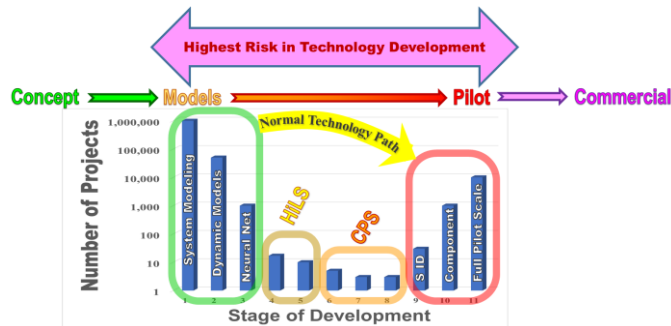 Highest Risk in Technology Development
Concept
Models
Pilot
Commercial
Normal Technology Path
Number of Projects
1,000,000
100,000
10,000
1,000
100
10
1
System Modeling
Dynamic Models
Neural Net
HiLS
CPS
S ID
Component
Full Pilot Scale
1 2 3 4 5 6 7 8 9 10 11
Stage of Development